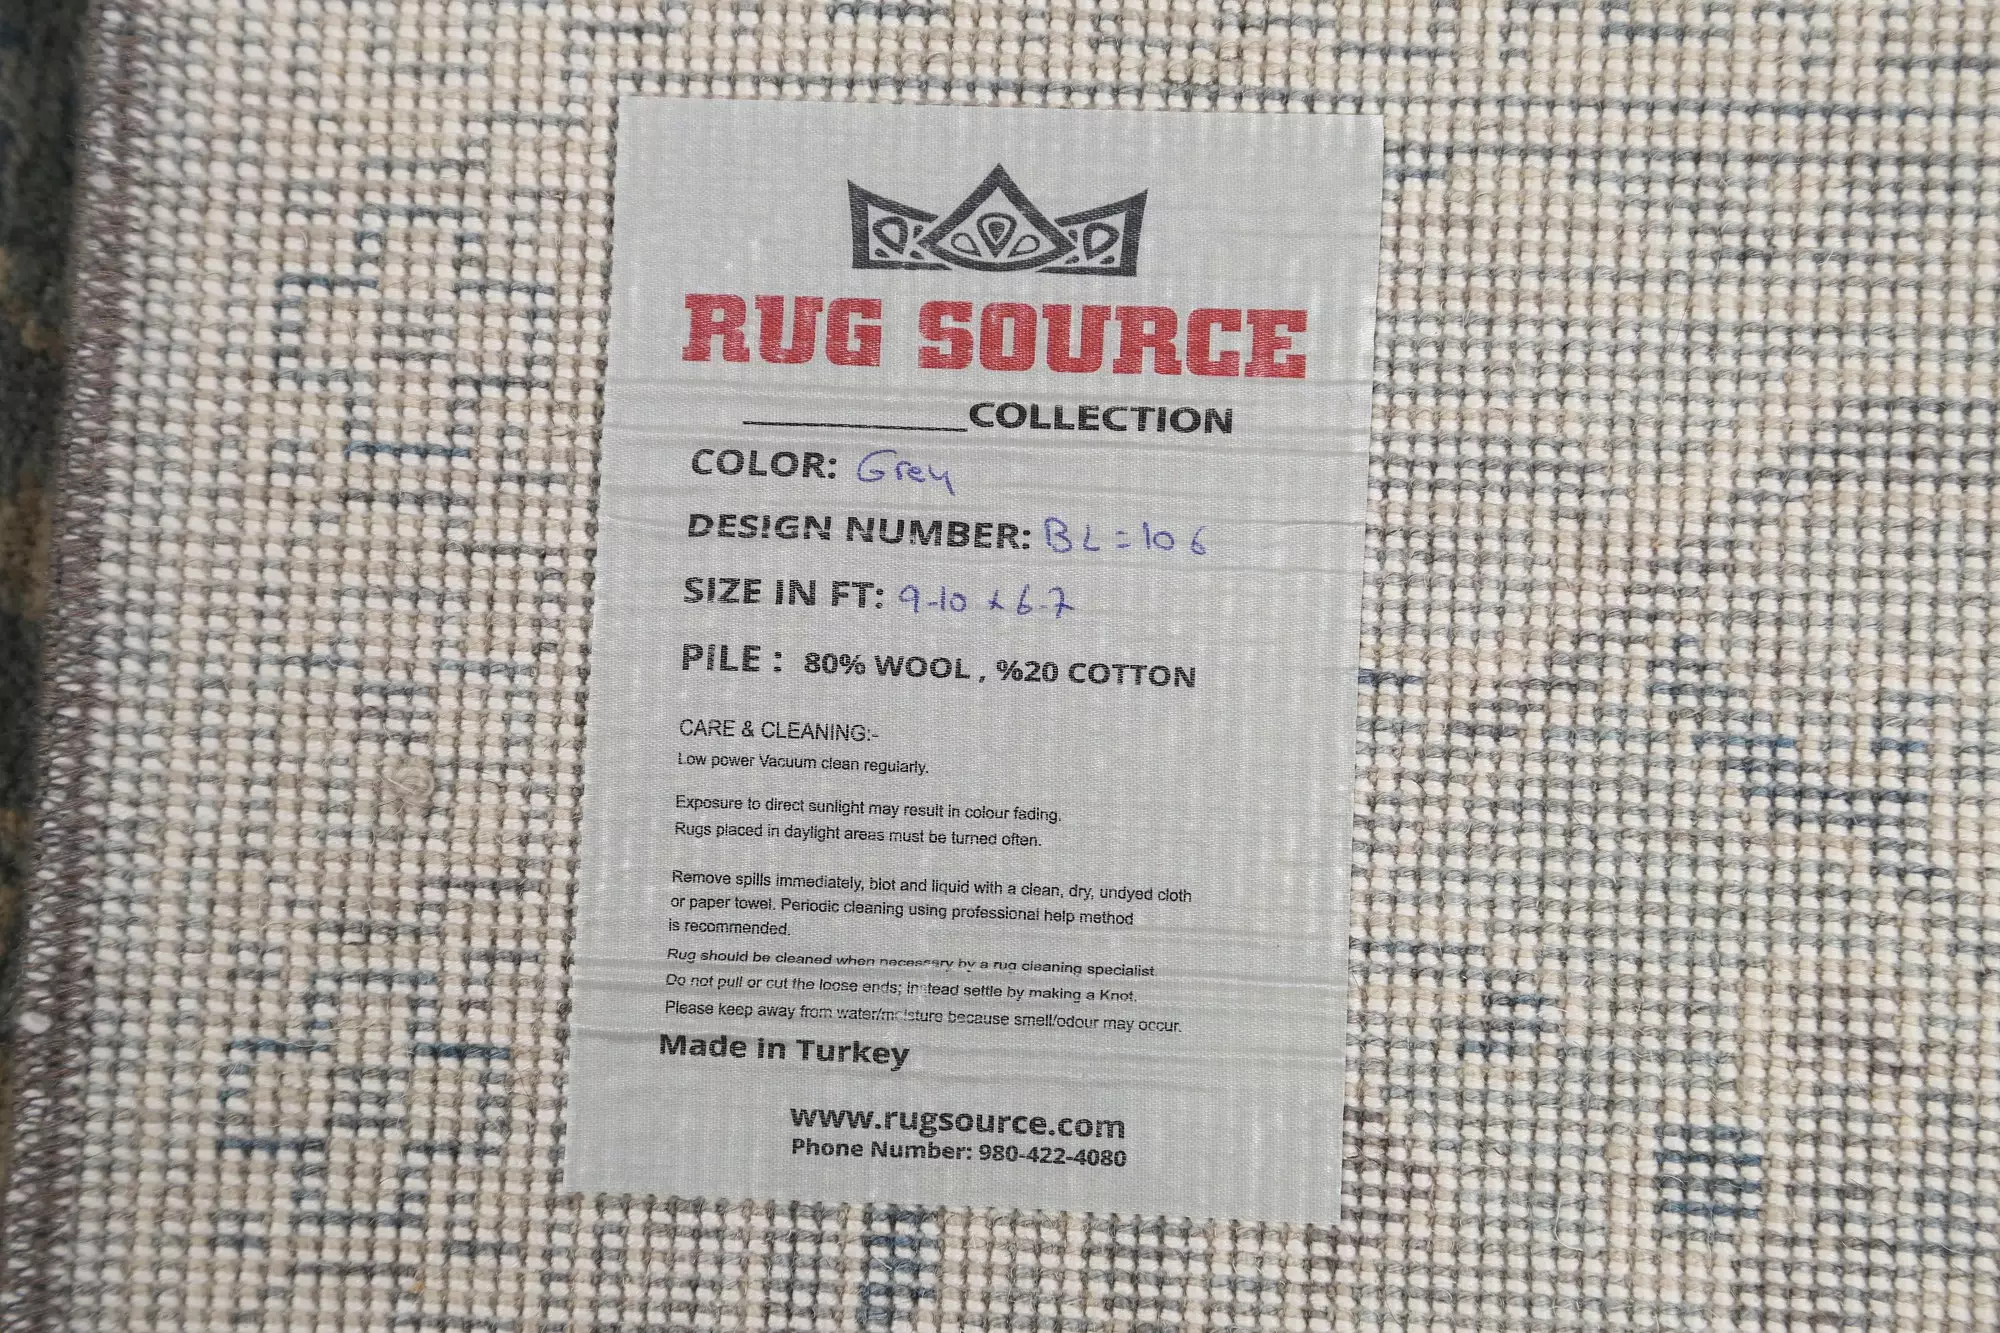 RUG SOURCE
____________COLLECTION
COLOR: Grey
DESIGN NUMBER: BL=106
SIZE IN FT: 9-10 x 6-7
PILE : 80% WOOL , %20 COTTON
CARE & CLEANING:-
Low power Vacuum clean regularly.
Exposure to direct sunlight may result in colour fading.
Rugs placed in daylight areas must be turned often.
Remove spills immediately, blot and liquid with a clean, dry, undyed cloth
or paper towel. Periodic cleaning using professional help method
is recommended.
Rug should be cleaned when necessary by a rug cleaning specialist
Do not pull or cut the loose ends; instead settle by making a Knot.
Please keep away from water/moisture because smell/odour may occur.
Made in Turkey
www.rugsource.com
Phone Number: 980-422-4080